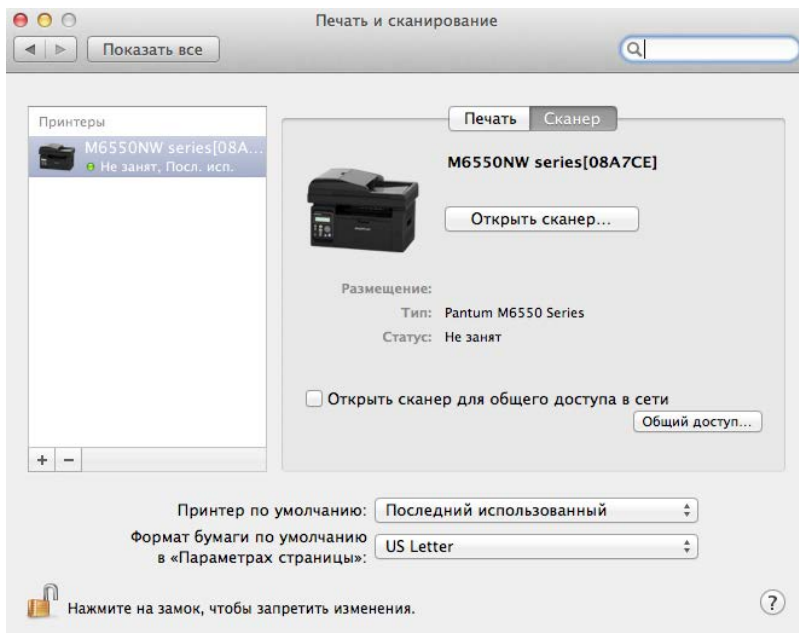 Печать и сканирование
Показать все
Принтеры
M6550NW series[08A...
Не занят, Посл. исп.
Печать
Сканер
M6550NW series[08A7CE]
Открыть сканер...
Размещение:
Тип: Pantum M6550 Series
Статус: Не занят
Открыть сканер для общего доступа в сети
Общий доступ...
+ −
Принтер по умолчанию: Последний использованный
Формат бумаги по умолчанию
в «Параметрах страницы»: US Letter
Нажмите на замок, чтобы запретить изменения.
?